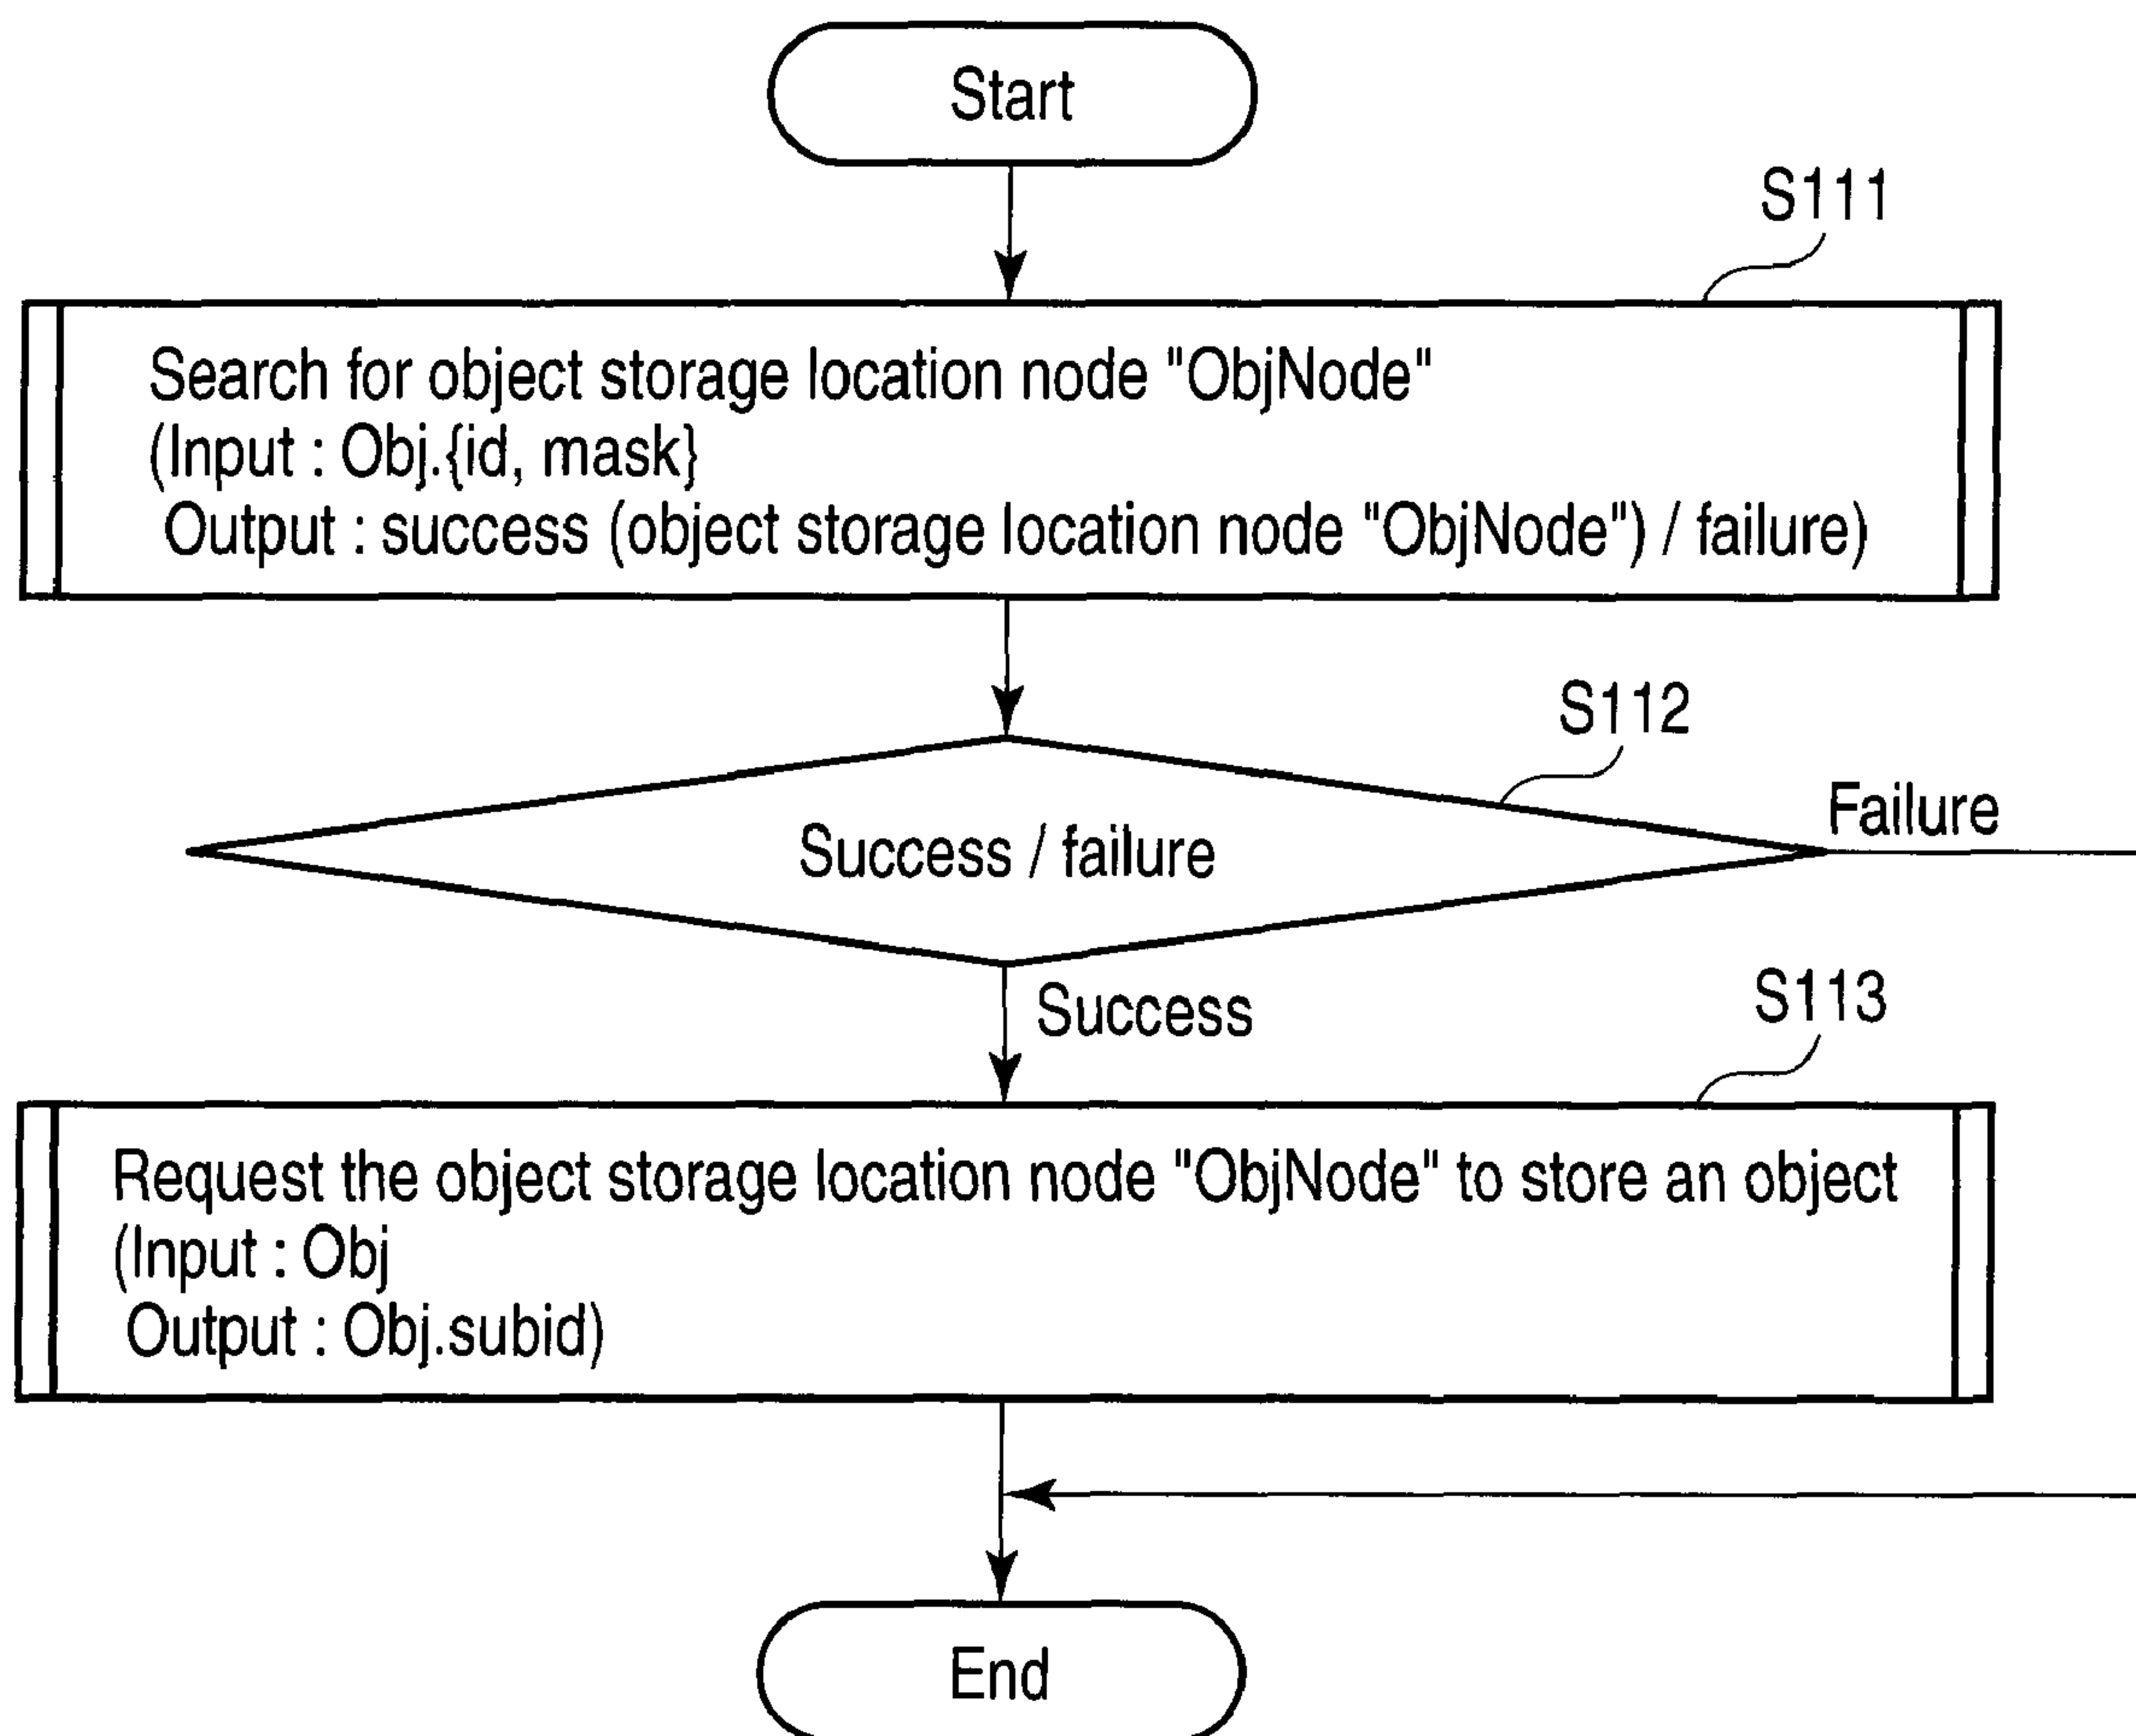 Start
S111
Search for object storage location node "ObjNode"
(Input : Obj.{id, mask}
Output : success (object storage location node "ObjNode") / failure)
S112
Failure
Success / failure
Success
S113
Request the object storage location node "ObjNode" to store an object
(Input : Obj
Output : Obj.subid)
End